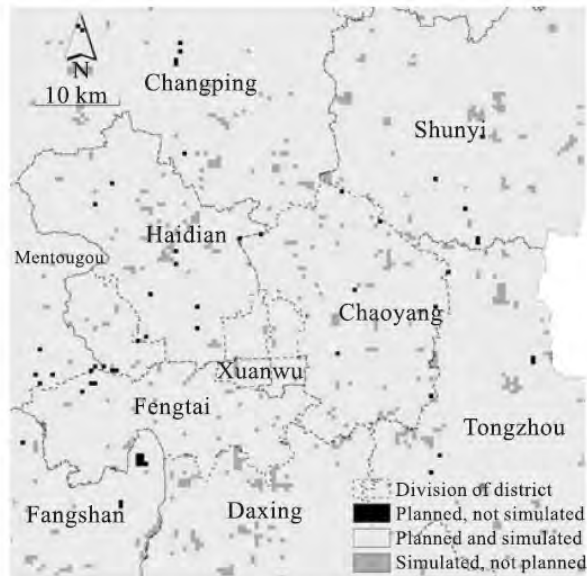 N
10 km
Changping
Shunyi
Haidian
Mentougou
Chaoyang
Xuanwu
Fengtai
Tongzhou
Fangshan
Daxing
Division of district
Planned, not simulated
Planned and simulated
Simulated, not planned